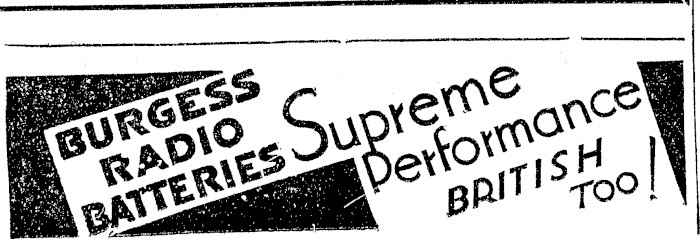 BURGESS
RADIO
BATTERIES
Supreme
Performance
BRITISH
TOO!